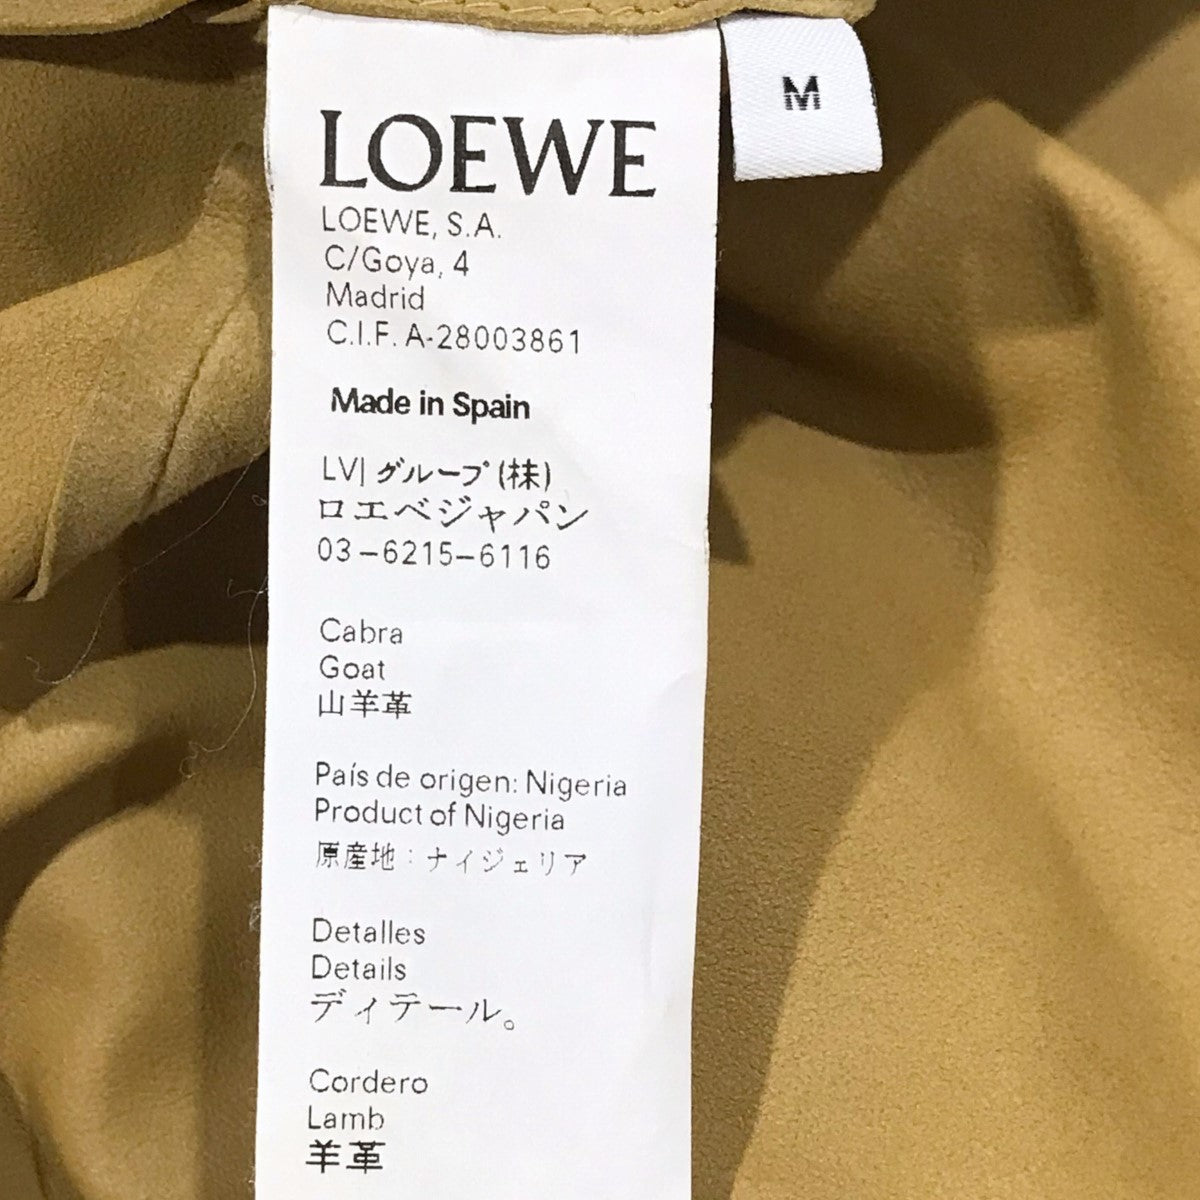 LOEWE
M
LOEWE, S.A.
C/Goya, 4
Madrid
C.I.F. A-28003861
Made in Spain
LVJ グループ (株)
ロエベジャパン
03-6215-6116
Cabra
Goat
山羊革
País de origen: Nigeria
Product of Nigeria
原産地：ナイジェリア
Detalles
Details
ディテール。
Cordero
Lamb
羊革